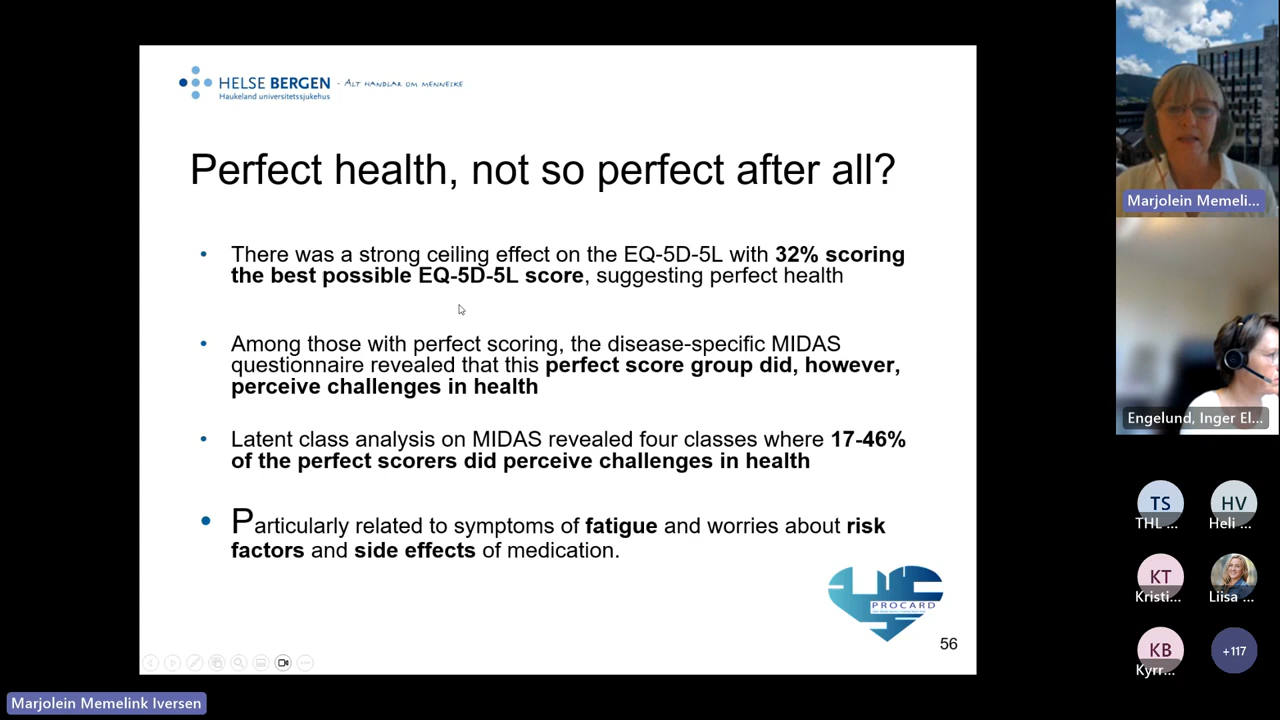 HELSE BERGEN - ALT HANDLAR OM MENNESKE
Haukeland universitetssjukehus
Perfect health, not so perfect after all?
• There was a strong ceiling effect on the EQ-5D-5L with 32% scoring
the best possible EQ-5D-5L score, suggesting perfect health
• Among those with perfect scoring, the disease-specific MIDAS
questionnaire revealed that this perfect score group did, however,
perceive challenges in health
• Latent class analysis on MIDAS revealed four classes where 17-46%
of the perfect scorers did perceive challenges in health
• Particularly related to symptoms of fatigue and worries about risk
factors and side effects of medication.
PROCARD
56
Marjolein Memeli...
Engelund, Inger El...
TS
THL ...
HV
Heli ...
KT
Kristi...
Liisa ...
KB
Kyrr...
+117
Marjolein Memelink Iversen